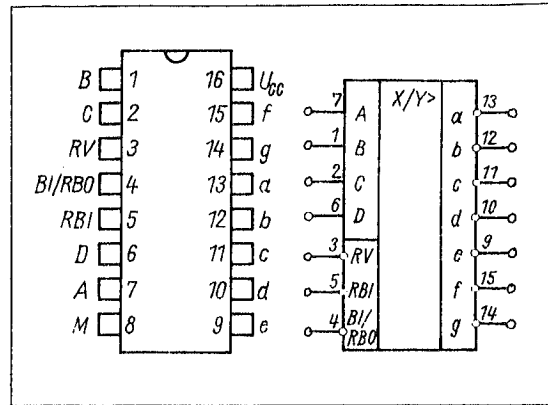 B 1 16 U_CC
C 2 15 f
RV 3 14 g
BI/RBO 4 13 a
RBI 5 12 b
D 6 11 c
A 7 10 d
M 8 9 e
X/Y>
7 A a 13
1 B b 12
2 C c 11
6 D d 10
3 RV e 9
5 RBI f 15
4 BI/ g 14
RBO